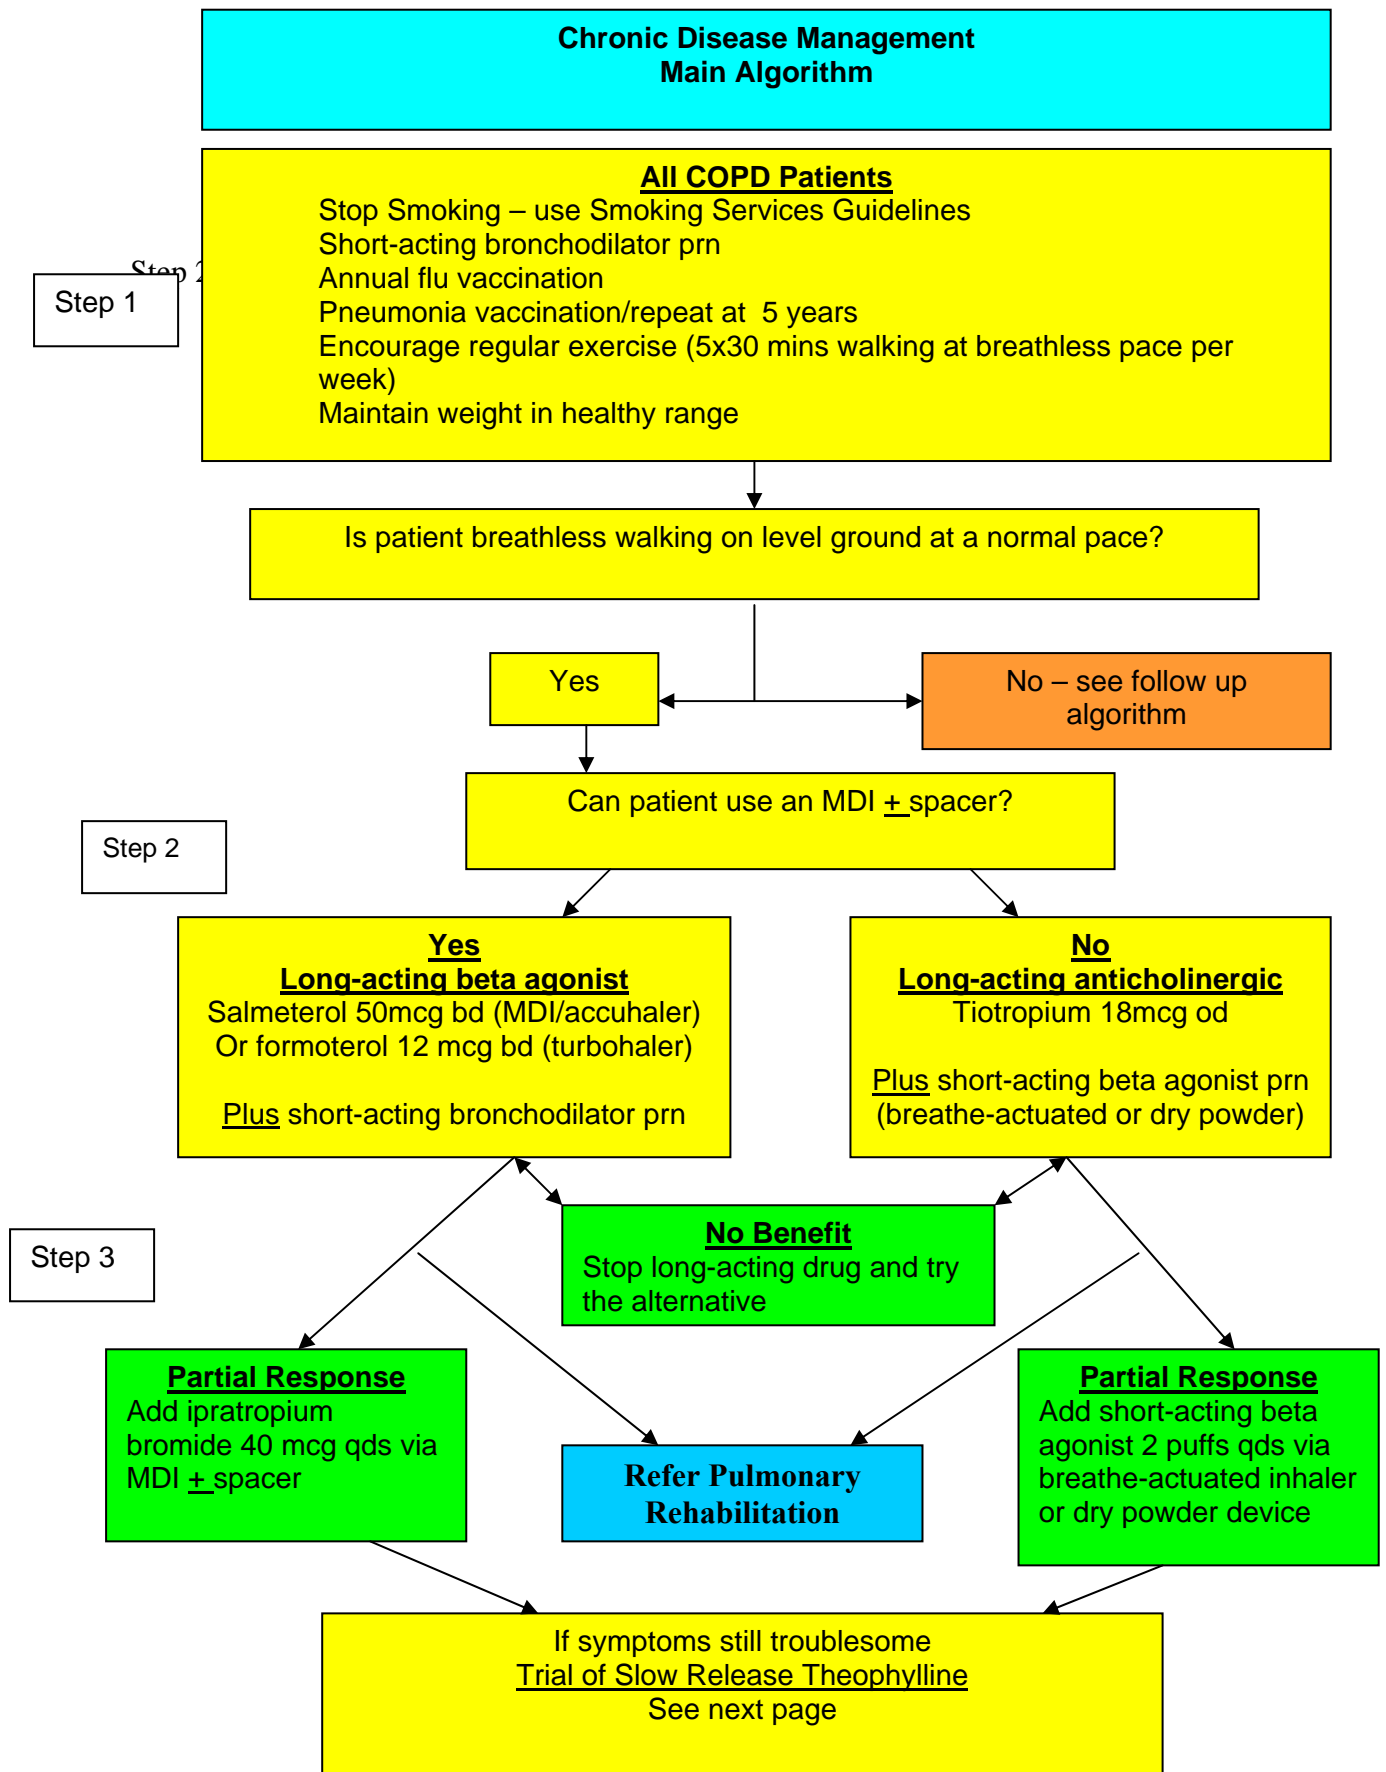 Chronic Disease Management
Main Algorithm
All COPD Patients
Stop Smoking – use Smoking Services Guidelines
Short-acting bronchodilator prn
Annual flu vaccination
Pneumonia vaccination/repeat at 5 years
Encourage regular exercise (5x30 mins walking at breathless pace per
week)
Maintain weight in healthy range
Step 2
Step 1
Is patient breathless walking on level ground at a normal pace?
Yes
No – see follow up
algorithm
Can patient use an MDI + spacer?
Step 2
Yes
Long-acting beta agonist
Salmeterol 50mcg bd (MDI/accuhaler)
Or formoterol 12 mcg bd (turbohaler)
Plus short-acting bronchodilator prn
No
Long-acting anticholinergic
Tiotropium 18mcg od
Plus short-acting beta agonist prn
(breathe-actuated or dry powder)
Step 3
No Benefit
Stop long-acting drug and try
the alternative
Partial Response
Add ipratropium
bromide 40 mcg qds via
MDI + spacer
Refer Pulmonary
Rehabilitation
Partial Response
Add short-acting beta
agonist 2 puffs qds via
breathe-actuated inhaler
or dry powder device
If symptoms still troublesome
Trial of Slow Release Theophylline
See next page